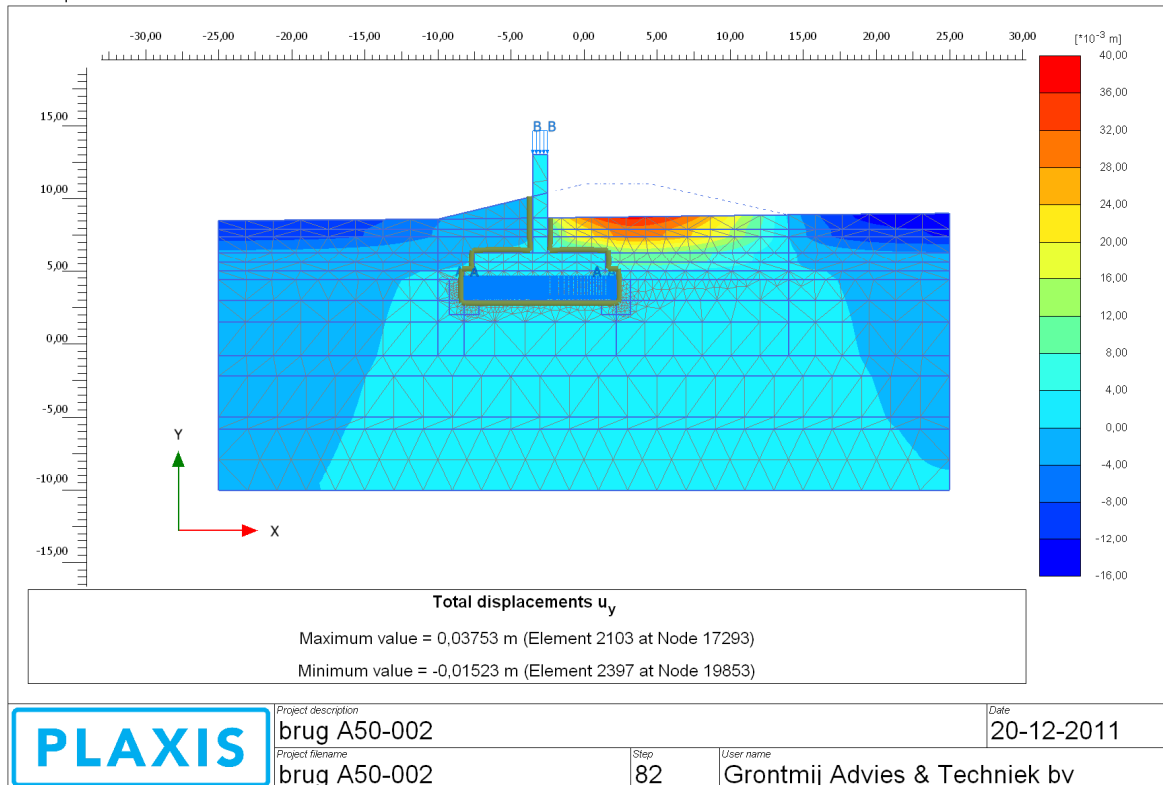 -30,00 -25,00 -20,00 -15,00 -10,00 -5,00 0,00 5,00 10,00 15,00 20,00 25,00 30,00
[*10⁻³ m]
40,00
36,00
32,00
28,00
24,00
20,00
16,00
12,00
8,00
4,00
0,00
-4,00
-8,00
-12,00
-16,00
15,00
10,00
5,00
0,00
-5,00
-10,00
-15,00
B B
A A
A A
Y
X
Total displacements u_y
Maximum value = 0,03753 m (Element 2103 at Node 17293)
Minimum value = -0,01523 m (Element 2397 at Node 19853)
PLAXIS
Project description
brug A50-002
Date
20-12-2011
Project filename
brug A50-002
Step
82
User name
Grontmij Advies & Techniek bv